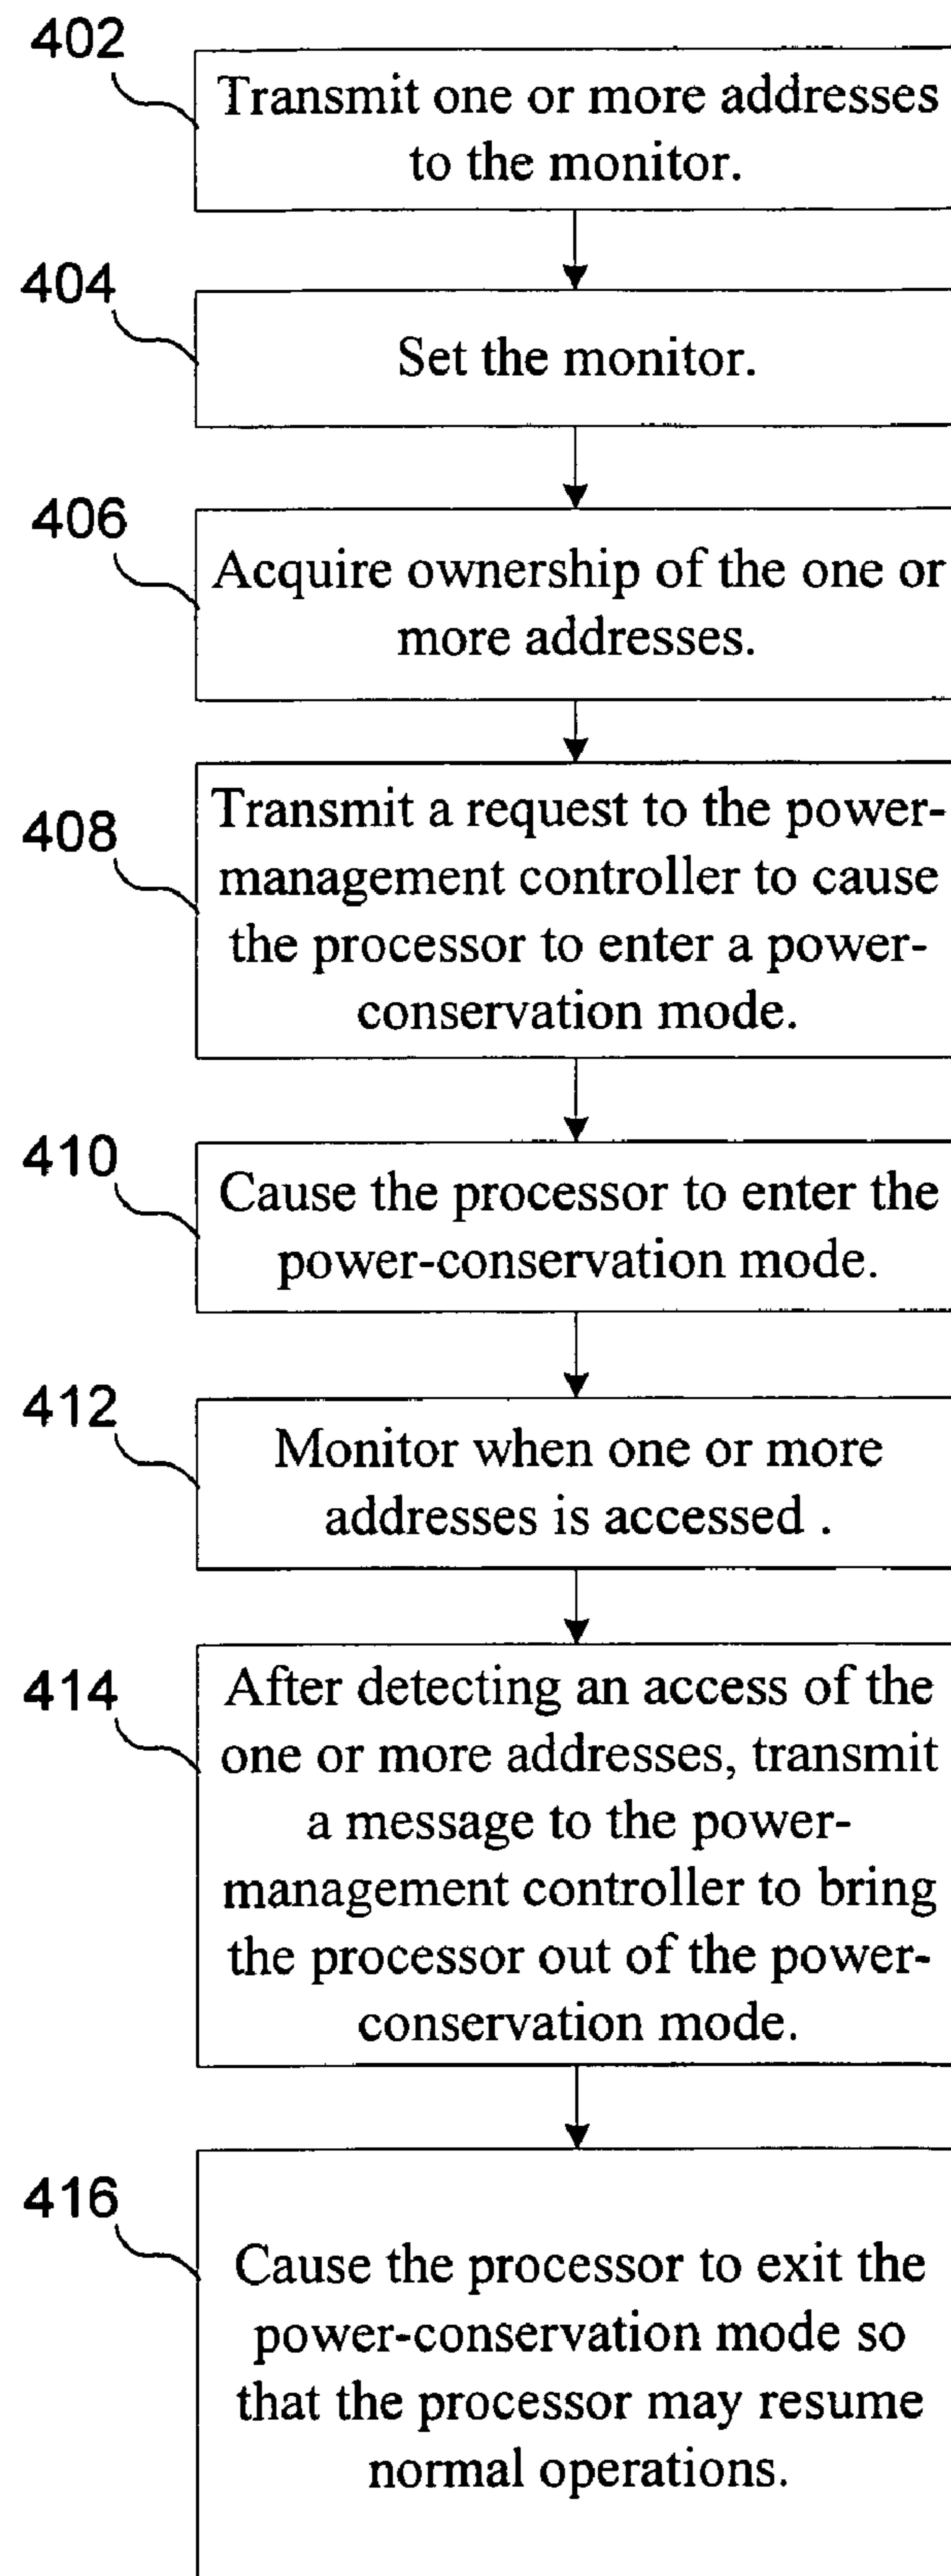 402
Transmit one or more addresses
to the monitor.
404
Set the monitor.
406
Acquire ownership of the one or
more addresses.
408
Transmit a request to the power-
management controller to cause
the processor to enter a power-
conservation mode.
410
Cause the processor to enter the
power-conservation mode.
412
Monitor when one or more
addresses is accessed .
414
After detecting an access of the
one or more addresses, transmit
a message to the power-
management controller to bring
the processor out of the power-
conservation mode.
416
Cause the processor to exit the
power-conservation mode so
that the processor may resume
normal operations.